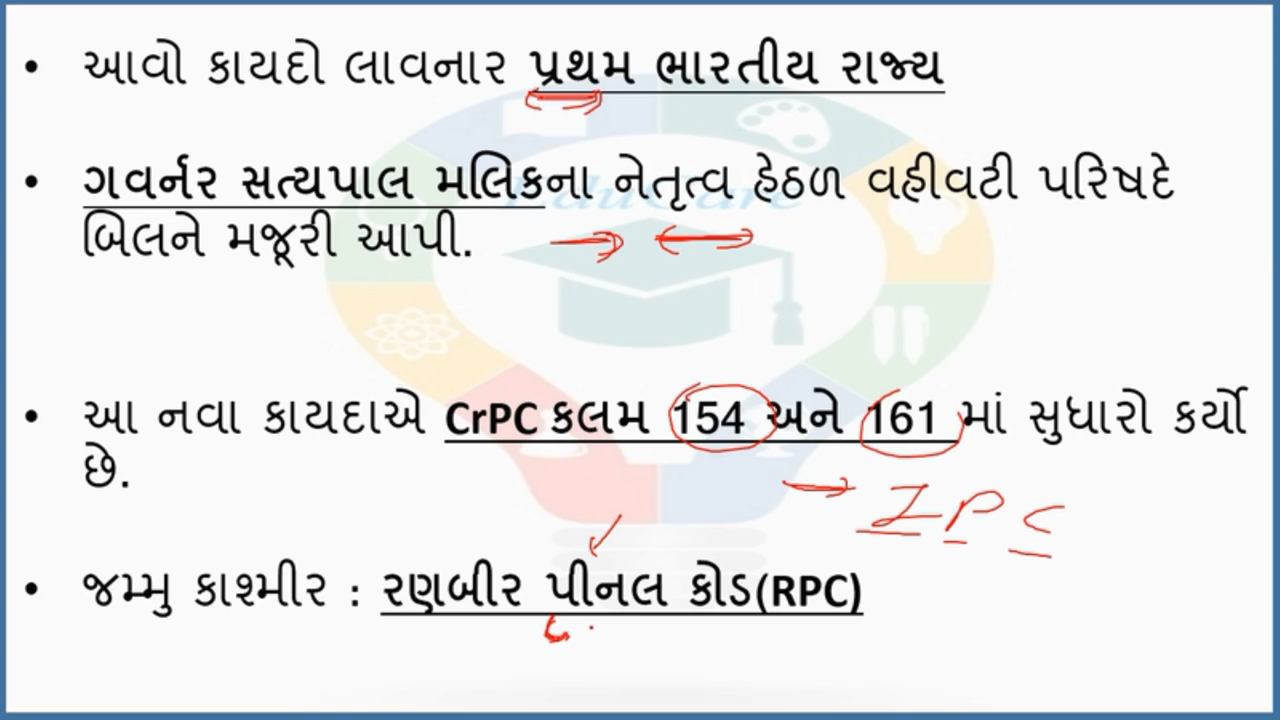 • આવો કાયદો લાવનાર પ્રથમ ભારતીય રાજ્ય
• ગવર્નર સત્યપાલ મલિકના નેતૃત્વ હેઠળ વહીવટી પરિષદે
બિલને મજૂરી આપી.
EduCare
• આ નવા કાયદાએ CrPC કલમ 154 અને 161 માં સુધારો કર્યો
છે.
IPC
• જમ્મુ કાશ્મીર : રણબીર પીનલ કોડ(RPC)